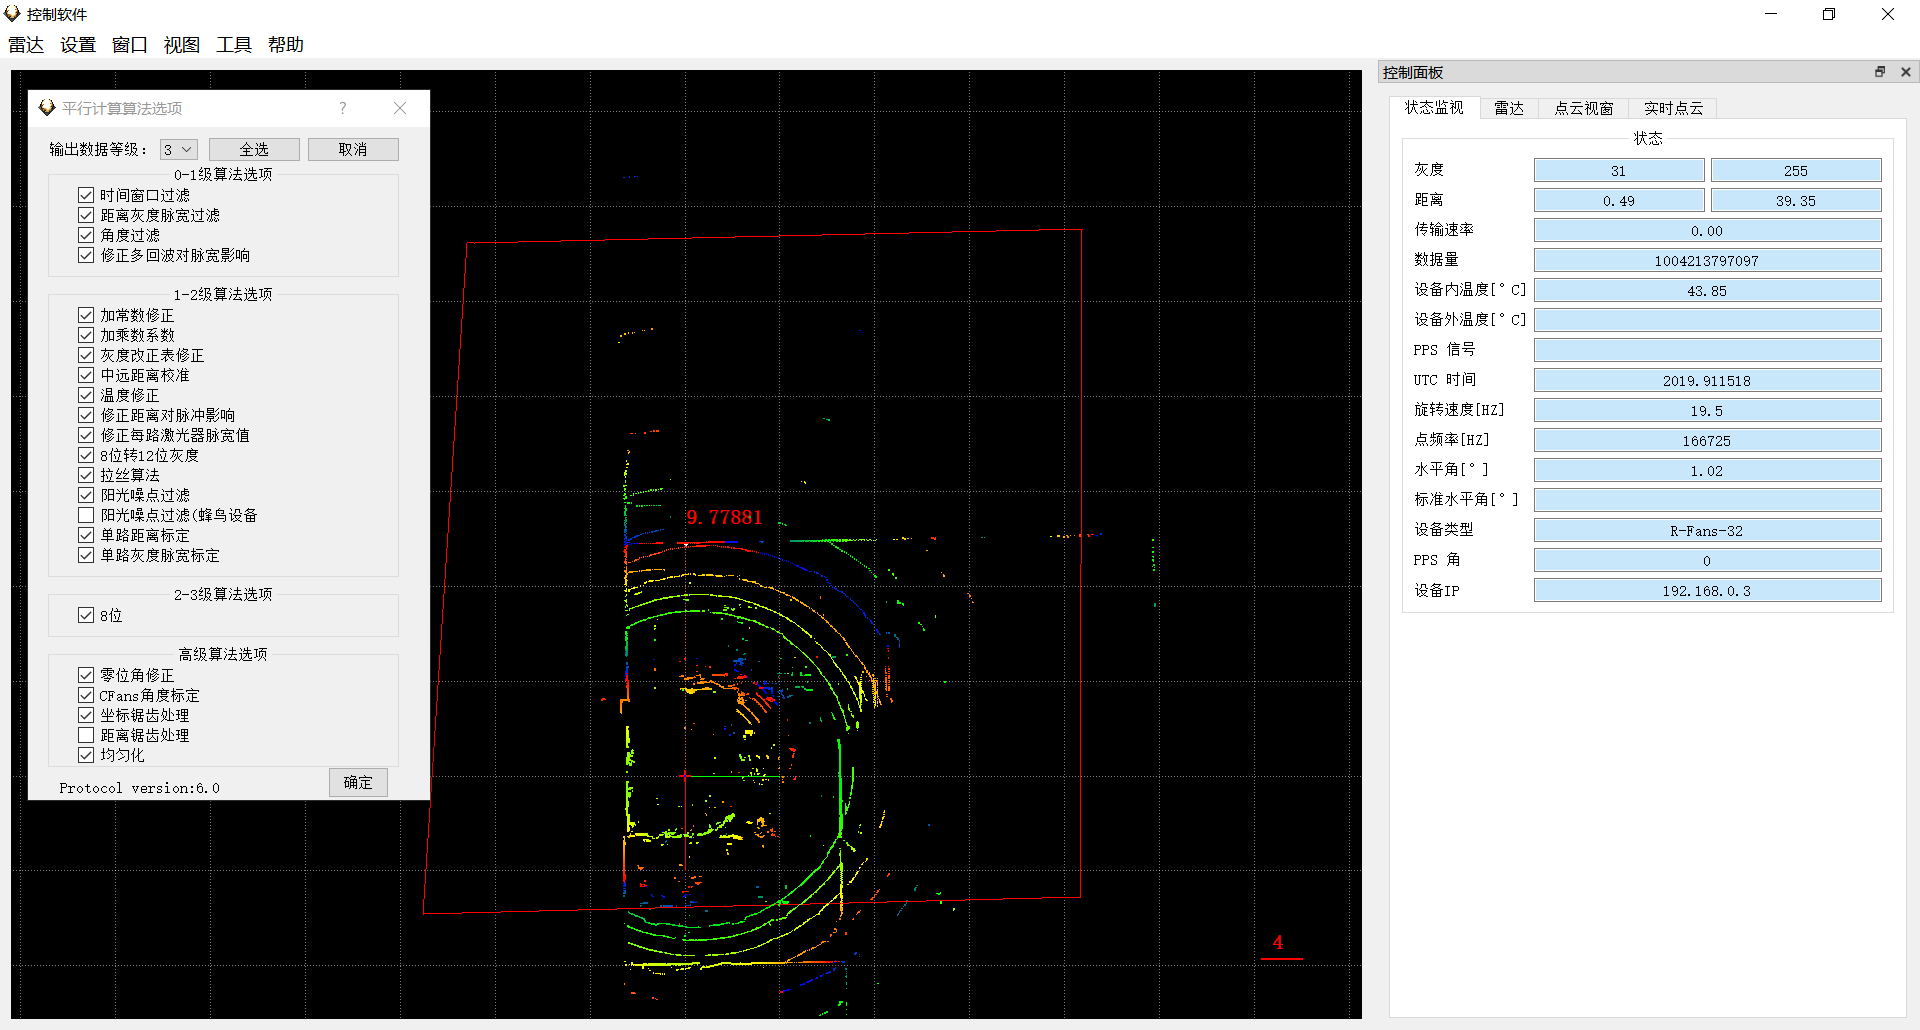 控制软件
雷达 设置 窗口 视图 工具 帮助
平行计算算法选项
输出数据等级： 3 全选 取消
0-1级算法选项
时间窗口过滤
距离灰度脉宽过滤
角度过滤
修正多回波对脉宽影响
1-2级算法选项
加常数修正
加乘数系数
灰度改正表修正
中远距离校准
温度修正
修正距离对脉冲影响
修正每路激光器脉宽值
8位转12位灰度
拉丝算法
阳光噪点过滤
阳光噪点过滤(蜂鸟设备
单路距离标定
单路灰度脉宽标定
2-3级算法选项
8位
高级算法选项
零位角修正
CFans角度标定
坐标锯齿处理
距离锯齿处理
均匀化
Protocol version:6.0 确定
9.77881
4
控制面板
状态监视 雷达 点云视窗 实时点云
状态
灰度 31 255
距离 0.49 39.35
传输速率 0.00
数据量 1004213797097
设备内温度[°C] 43.85
设备外温度[°C]
PPS 信号
UTC 时间 2019.911518
旋转速度[HZ] 19.5
点频率[HZ] 166725
水平角[°] 1.02
标准水平角[°]
设备类型 R-Fans-32
PPS 角 0
设备IP 192.168.0.3